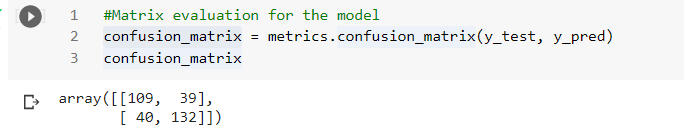 1 #Matrix evaluation for the model
2 confusion_matrix = metrics.confusion_matrix(y_test, y_pred)
3 confusion_matrix
array([[109, 39],
[ 40, 132]])